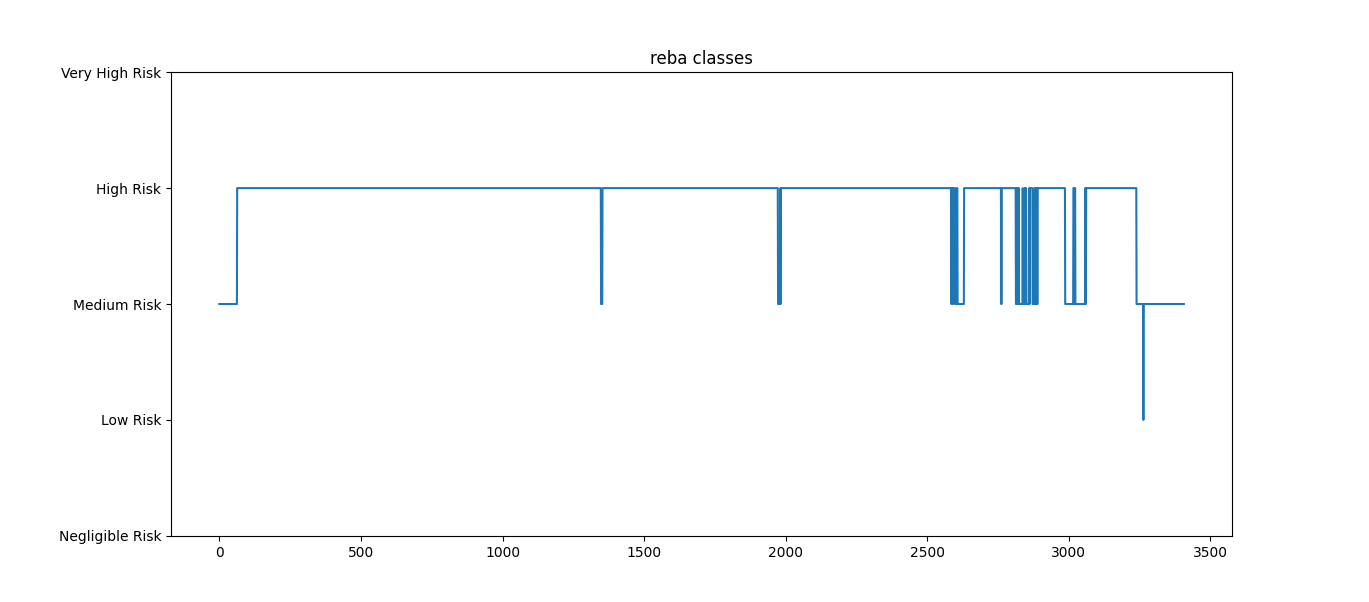 reba classes
Very High Risk
High Risk
Medium Risk
Low Risk
Negligible Risk
0 500 1000 1500 2000 2500 3000 3500